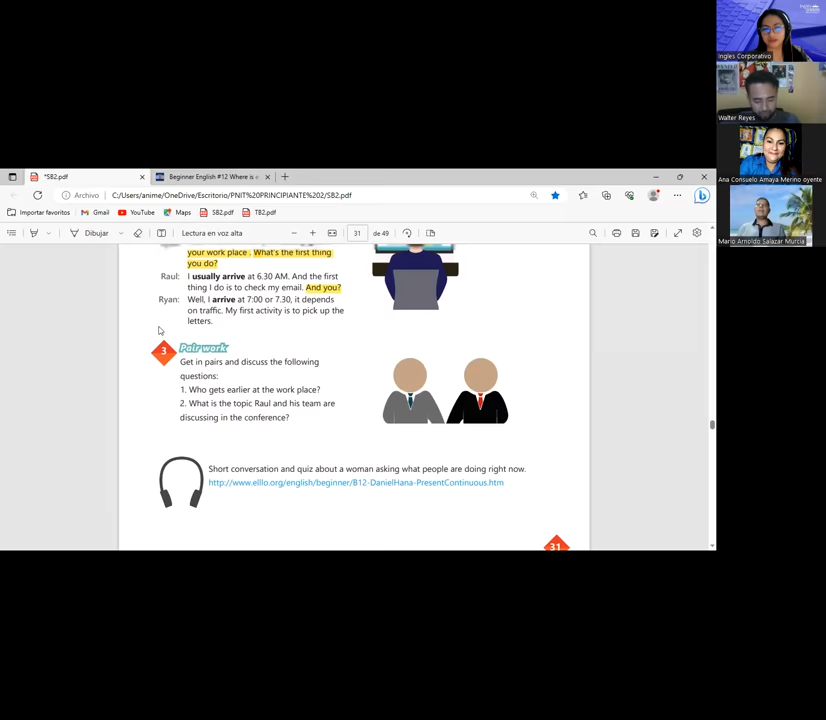 Ingles Corporativo
Walter Reyes
Ana Consuelo Amaya Merino oyente
Mario Arnoldo Salazar Murcia
*SB2.pdf
Beginner English #12 Where is
Archivo
C:/Users/anime/OneDrive/Escritorio/PNIT%20PRINCIPIANTE%202/SB2.pdf
Importar favoritos
Gmail
YouTube
Maps
SB2.pdf
TB2.pdf
Dibujar
Lectura en voz alta
31
de 49
your work place . What's the first thing
you do?
Raul: I usually arrive at 6.30 AM. And the first
thing I do is to check my email. And you?
Ryan: Well, I arrive at 7:00 or 7.30, it depends
on traffic. My first activity is to pick up the
letters.
3
Pair work
Get in pairs and discuss the following
questions:
1. Who gets earlier at the work place?
2. What is the topic Raul and his team are
discussing in the conference?
Short conversation and quiz about a woman asking what people are doing right now.
http://www.elllo.org/english/beginner/B12-DanielHana-PresentContinuous.htm
31